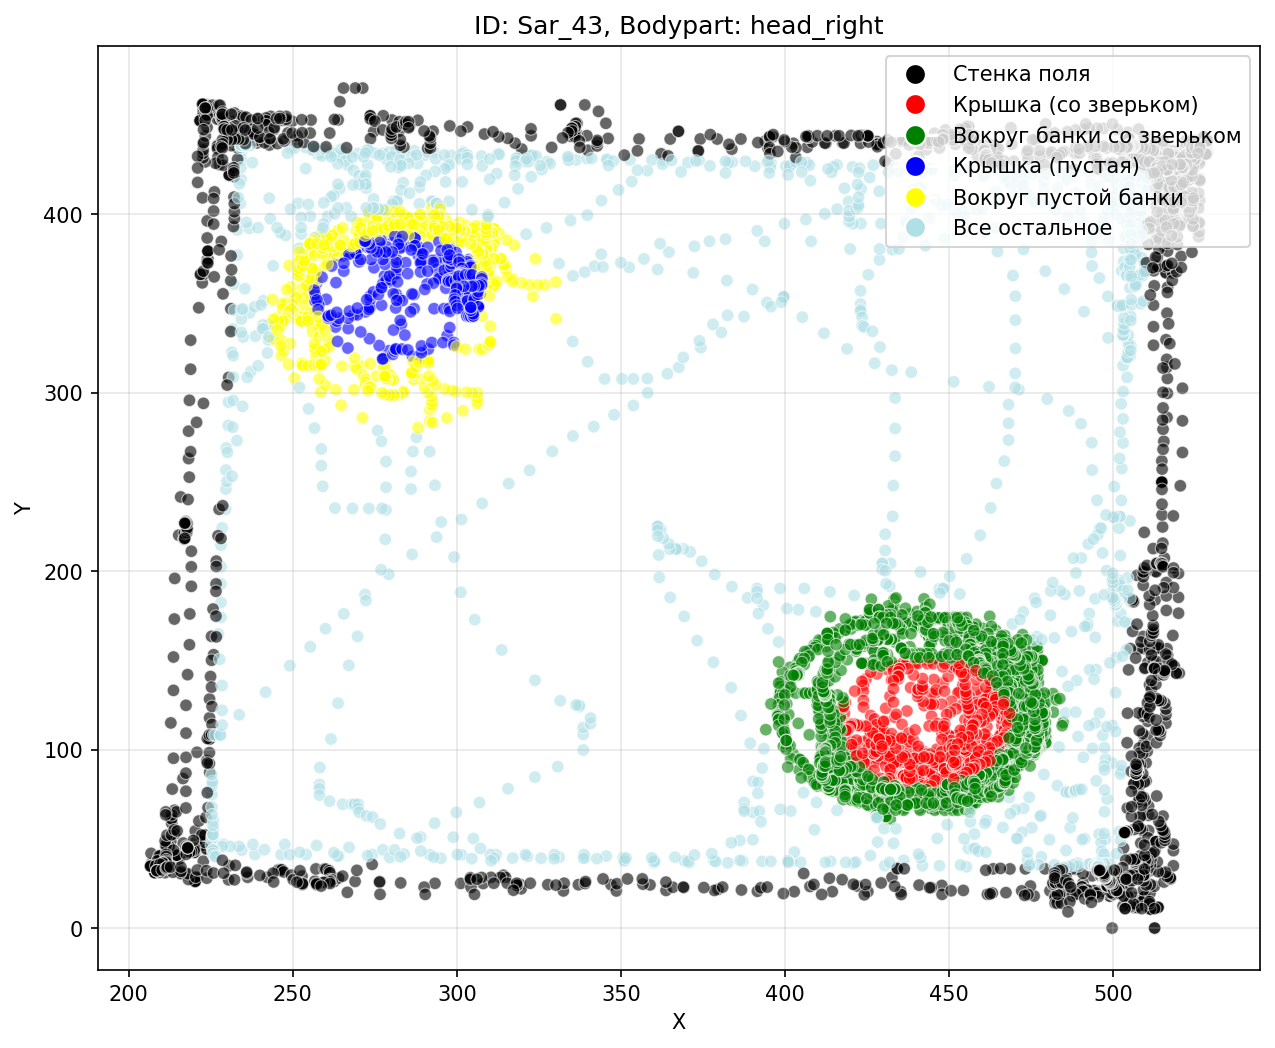 ID: Sar_43, Bodypart: head_right
Стенка поля
Крышка (со зверьком)
Вокруг банки со зверьком
Крышка (пустая)
Вокруг пустой банки
Все остальное
Y
400
300
200
100
0
200
250
300
350
400
450
500
X